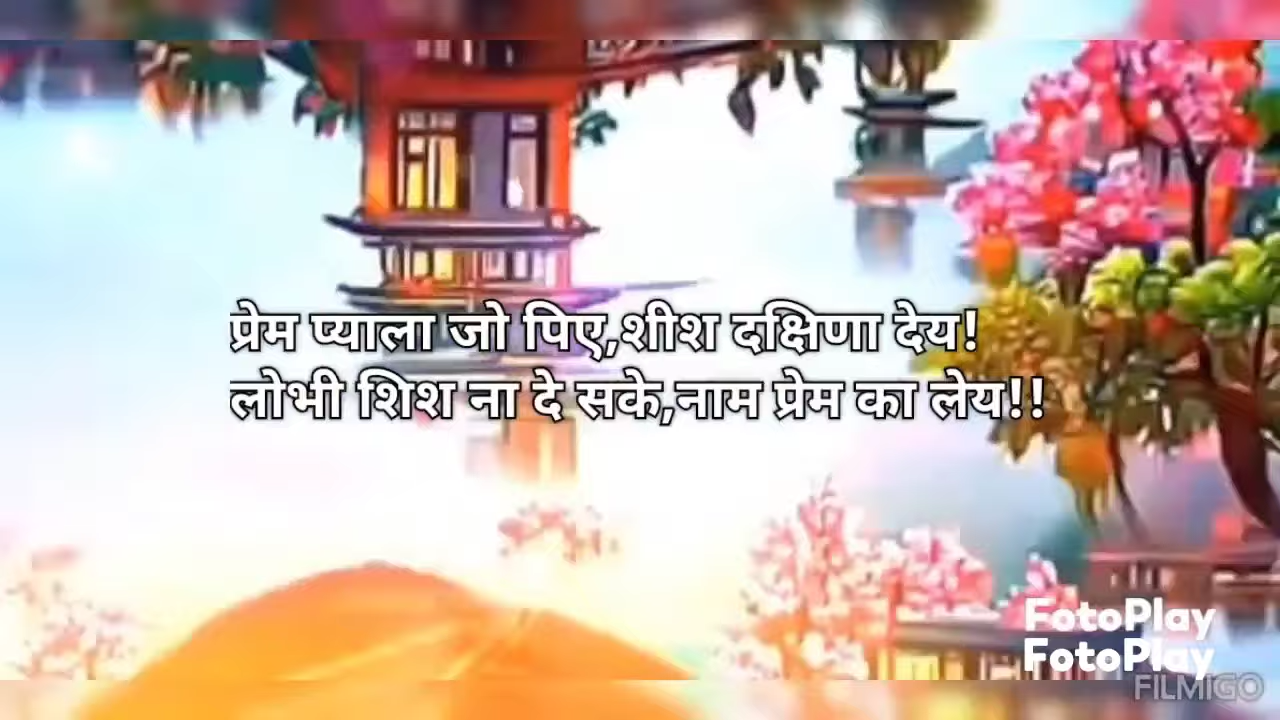 प्रेम प्याला जो पिए,शीश दक्षिणा देय!
लोभी शिश ना दे सके,नाम प्रेम का लेय!!
FotoPlay
FotoPlay
FILMIGO